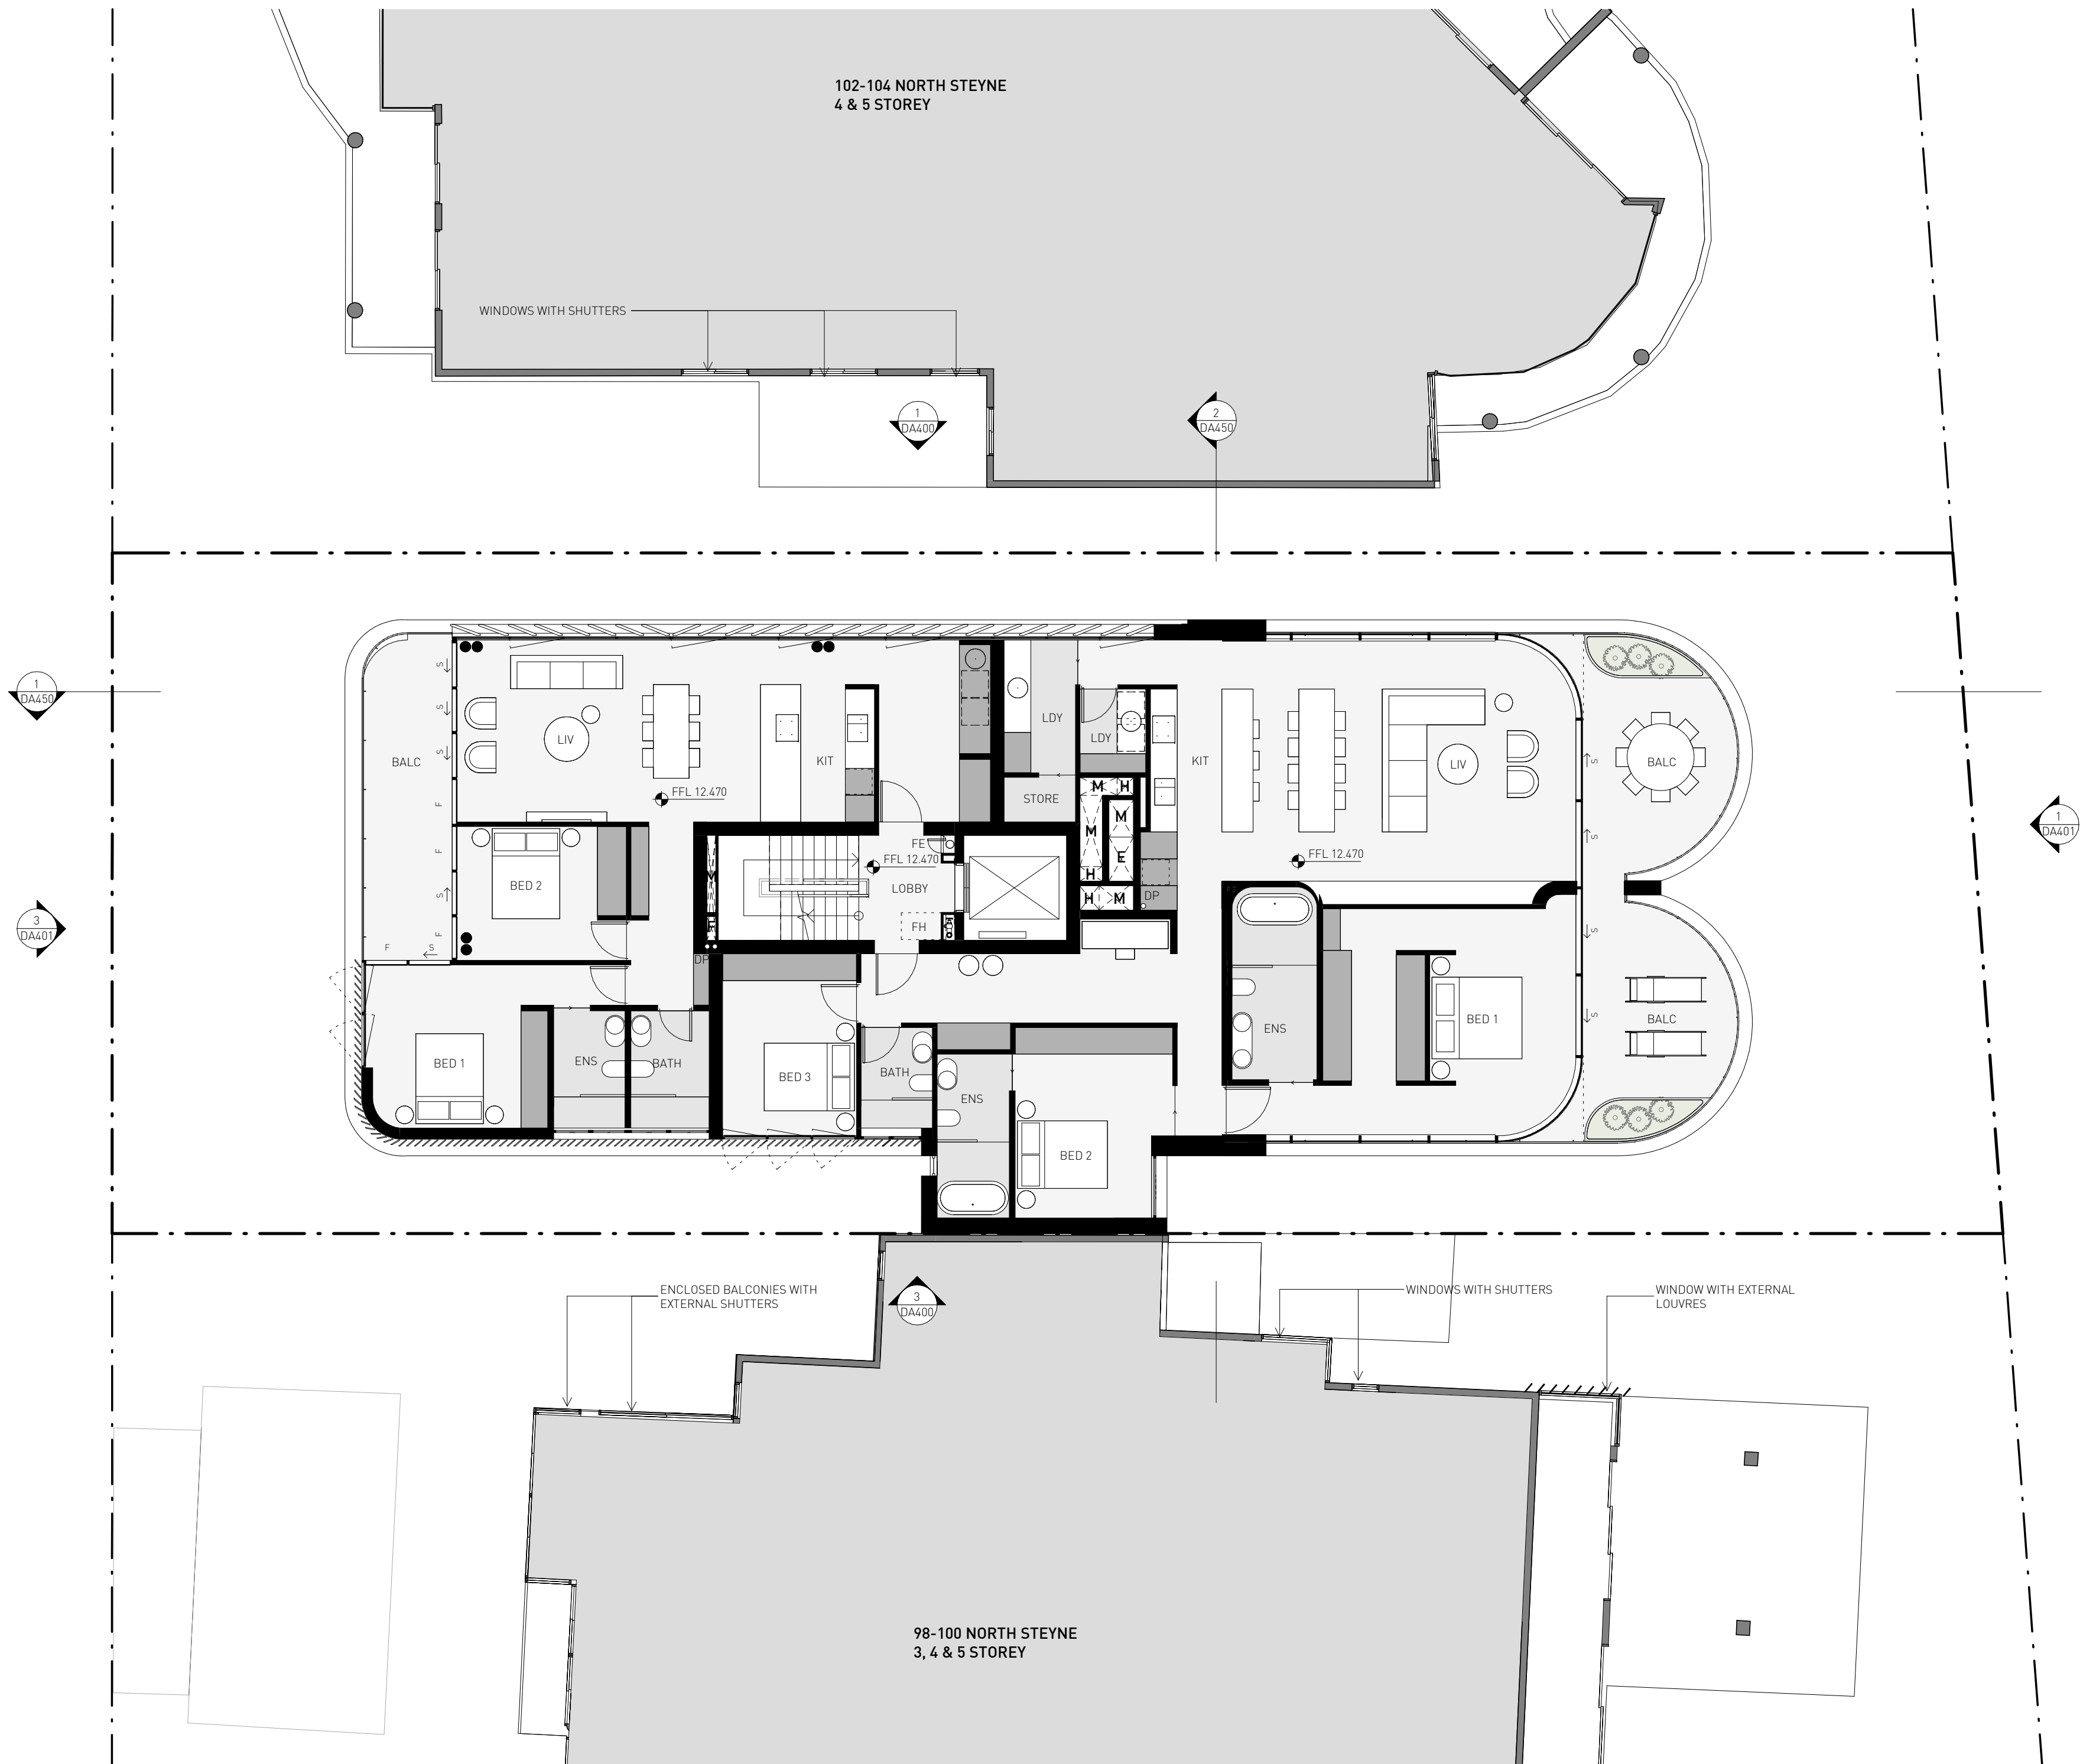 102-104 NORTH STEYNE
4 & 5 STOREY
WINDOWS WITH SHUTTERS
1
DA400
2
DA450
1
DA450
S
S
S
F
F
S
F
F
S
BALC
LIV
KIT
FFL 12.470
BED 2
LDY
LDY
STORE
M
H
M
M
H
E
H
M
DP
KIT
LIV
FFL 12.470
S
S
S
S
BALC
BALC
1
DA401
3
DA401
FE
FFL 12.470
LOBBY
FH
M
DP
BED 1
ENS
BATH
BED 3
BATH
ENS
BED 2
ENS
BED 1
ENCLOSED BALCONIES WITH
EXTERNAL SHUTTERS
3
DA400
WINDOWS WITH SHUTTERS
WINDOW WITH EXTERNAL
LOUVRES
98-100 NORTH STEYNE
3, 4 & 5 STOREY